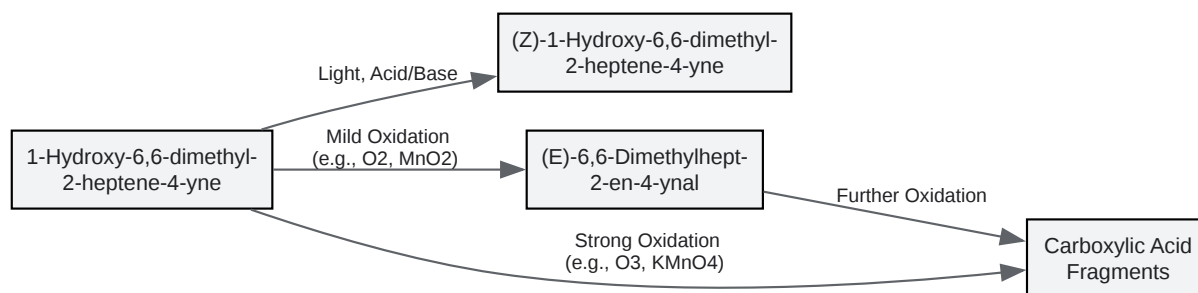 (Z)-1-Hydroxy-6,6-dimethyl-
2-heptene-4-yne
Light, Acid/Base
Mild Oxidation
(e.g., O2, MnO2)
1-Hydroxy-6,6-dimethyl-
2-heptene-4-yne
(E)-6,6-Dimethylhept-
2-en-4-ynal
Further Oxidation
Strong Oxidation
(e.g., O3, KMnO4)
Carboxylic Acid
Fragments